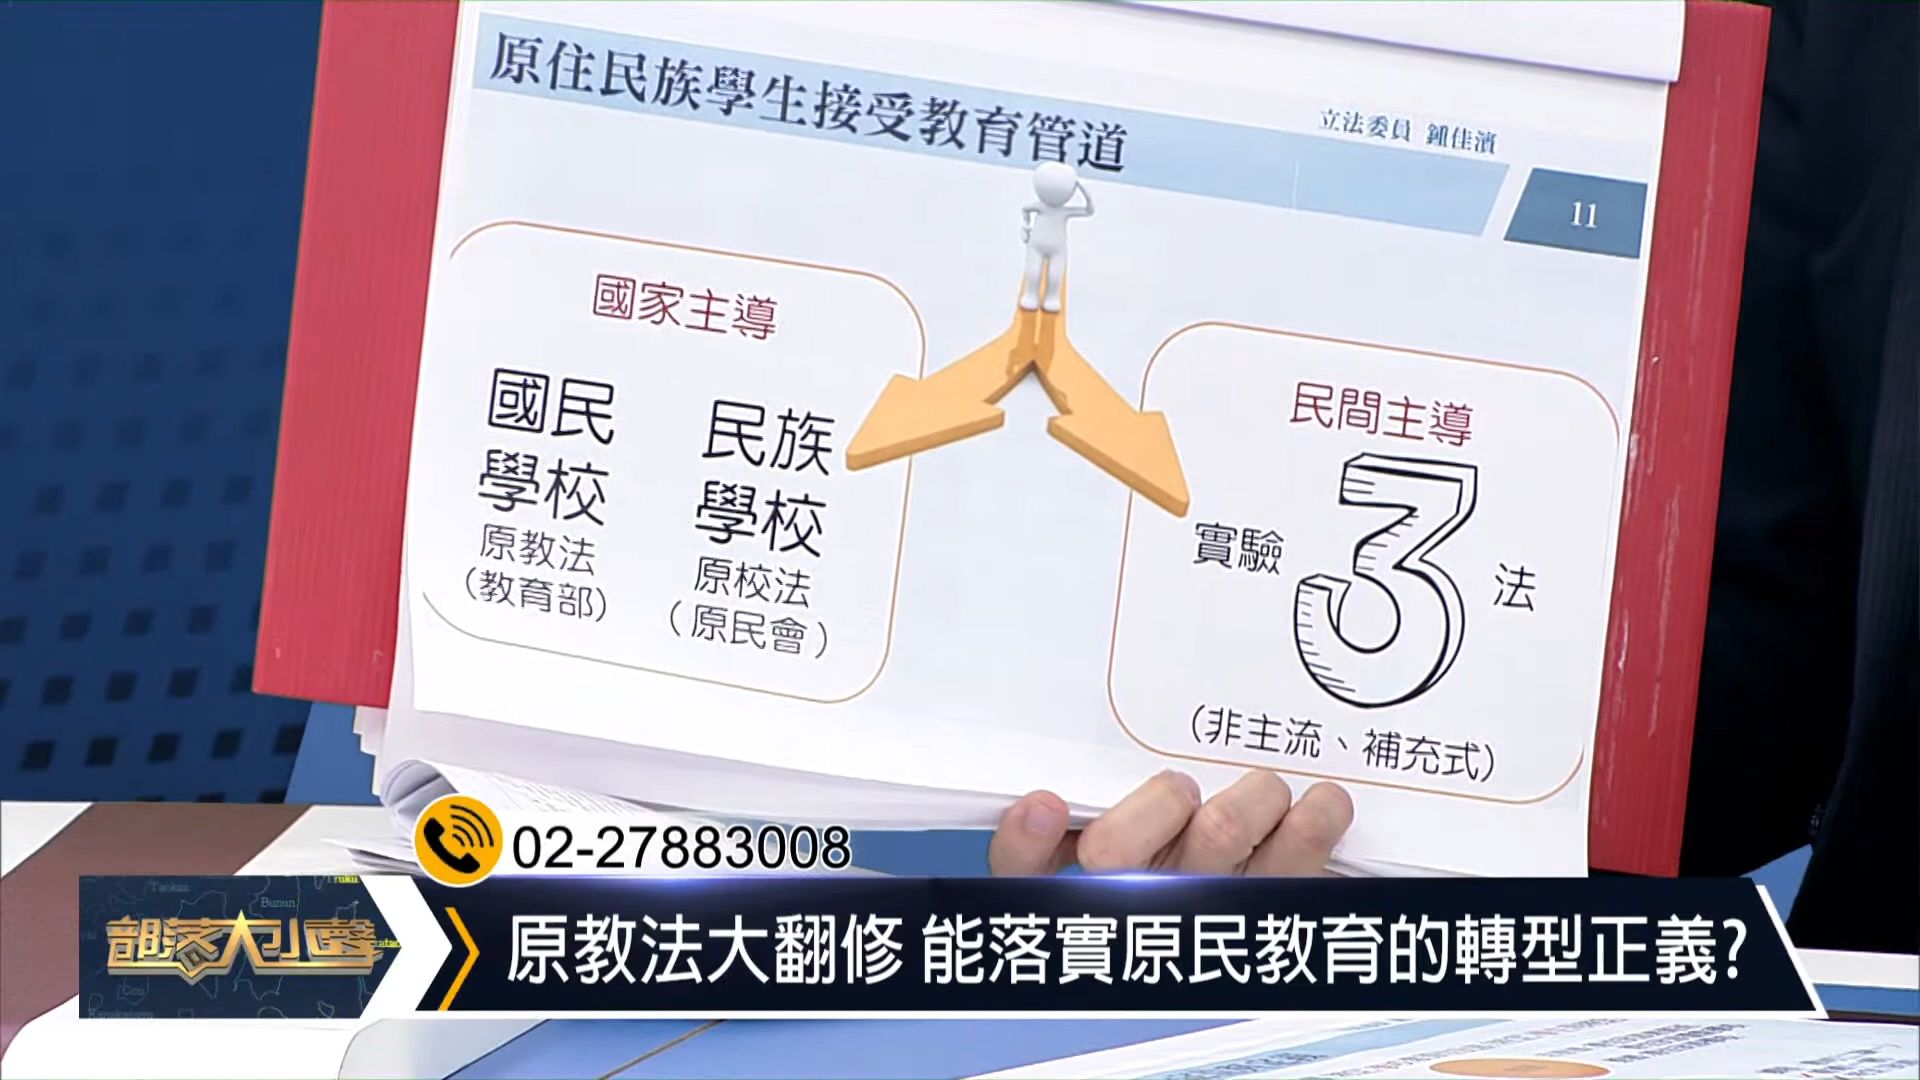 原住民族學生接受教育管道
立法委員 鍾佳濱
11
國家主導
國民
學校
原教法
(教育部)
民族
學校
原校法
(原民會)
民間主導
實驗 3 法
(非主流、補充式)
02-27883008
Taokas
Bunun
Truku
Cou
部落大小聲
原教法大翻修 能落實原民教育的轉型正義?